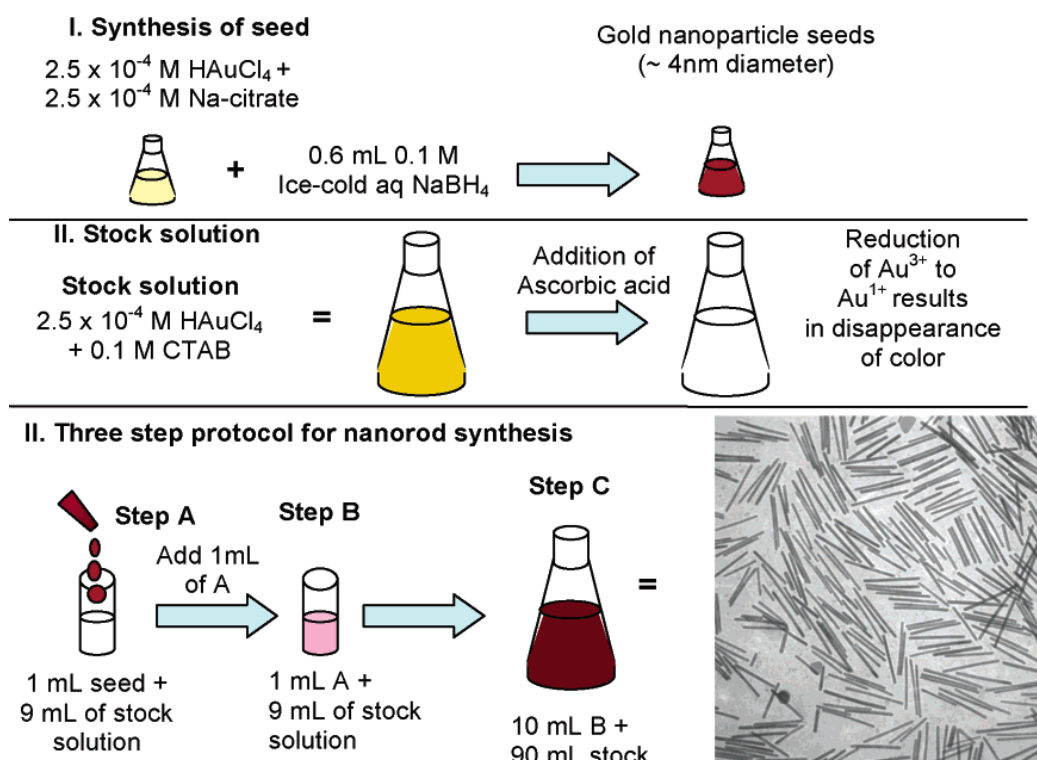 I. Synthesis of seed
2.5 x 10⁻⁴ M HAuCl₄ +
2.5 x 10⁻⁴ M Na-citrate
+
0.6 mL 0.1 M
Ice-cold aq NaBH₄
Gold nanoparticle seeds
(~ 4nm diameter)
II. Stock solution
Stock solution
2.5 x 10⁻⁴ M HAuCl₄
+ 0.1 M CTAB
=
Addition of
Ascorbic acid
Reduction
of Au³⁺ to
Au¹⁺ results
in disappearance
of color
II. Three step protocol for nanorod synthesis
Step A
Add 1mL
of A
1 mL seed +
9 mL of stock
solution
Step B
1 mL A +
9 mL of stock
solution
Step C
10 mL B +
90 mL stock
=